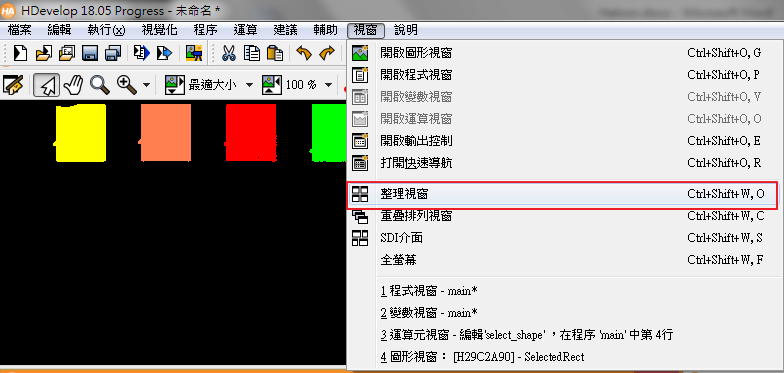 HDevelop 18.05 Progress - 未命名 *
檔案 編輯 執行(x) 視覺化 程序 運算 建議 輔助 視窗 說明
最適大小 100 %
開啟圖形視窗 Ctrl+Shift+O, G
開啟程式視窗 Ctrl+Shift+O, P
開啟變數視窗 Ctrl+Shift+O, V
開啟運算視窗 Ctrl+Shift+O, O
開啟輸出控制 Ctrl+Shift+O, E
打開快速導航 Ctrl+Shift+O, R
整理視窗 Ctrl+Shift+W, O
重疊排列視窗 Ctrl+Shift+W, C
SDI介面 Ctrl+Shift+W, S
全螢幕 Ctrl+Shift+W, F
1 程式視窗 - main*
2 變數視窗 - main*
3 運算元視窗 - 編輯'select_shape' ，在程序 'main' 中第 4行
4 圖形視窗： [H29C2A90] - SelectedRect